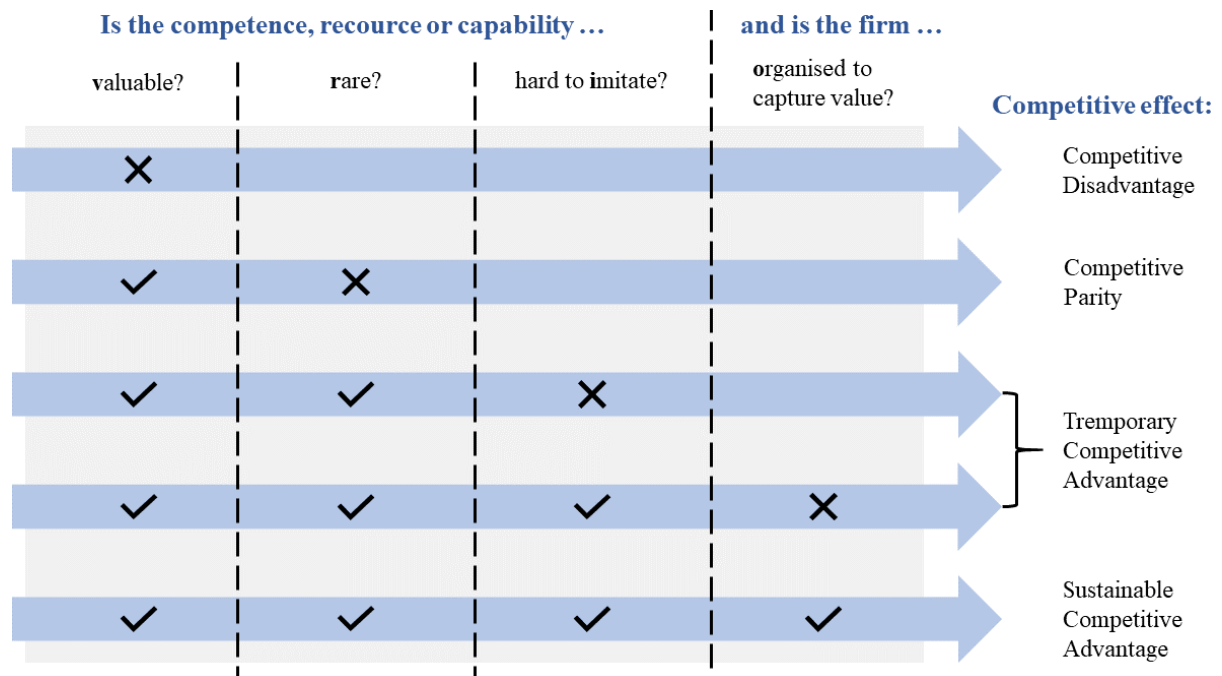 Is the competence, recource or capability …
and is the firm …
valuable?
rare?
hard to imitate?
organised to
capture value?
Competitive effect:
Competitive
Disadvantage
Competitive
Parity
Tremporary
Competitive
Advantage
Sustainable
Competitive
Advantage